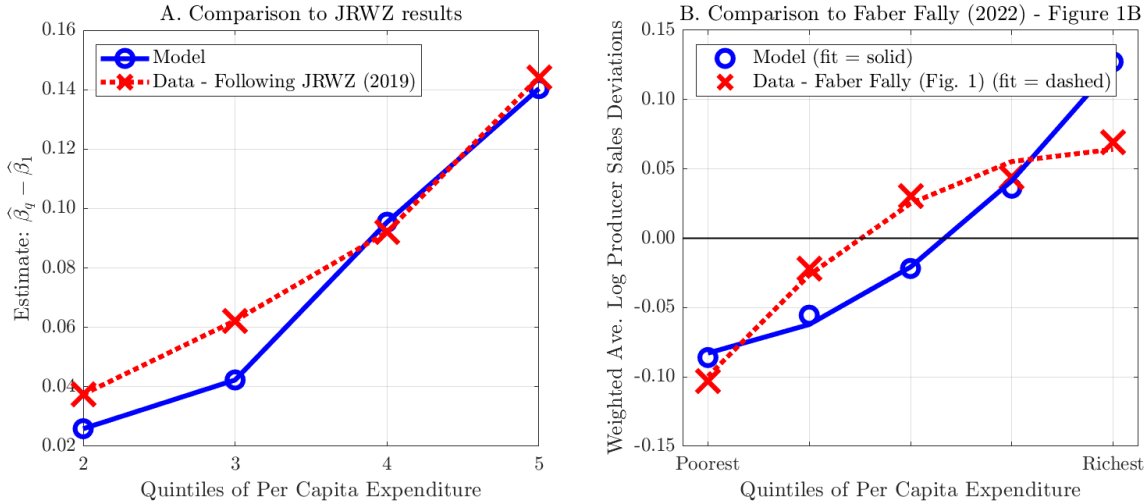 A. Comparison to JRWZ results
Model
Data - Following JRWZ (2019)
0.16
0.14
0.12
0.10
0.08
0.06
0.04
0.02
Estimate: β̂q − β̂1
2
3
4
5
Quintiles of Per Capita Expenditure
B. Comparison to Faber Fally (2022) - Figure 1B
Model (fit = solid)
Data - Faber Fally (Fig. 1) (fit = dashed)
0.15
0.10
0.05
0.00
-0.05
-0.10
-0.15
Weighted Ave. Log Producer Sales Deviations
Poorest
Richest
Quintiles of Per Capita Expenditure